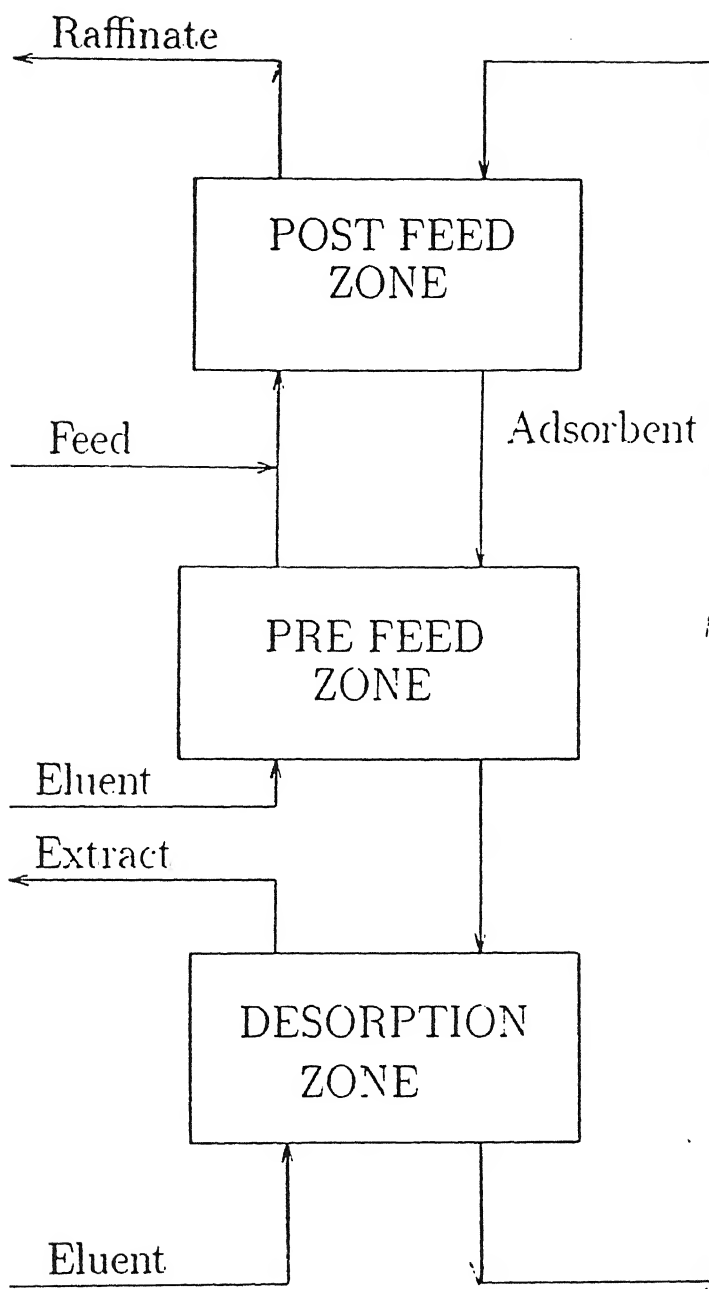 Raffinate
POST FEED
ZONE
Feed
Adsorbent
PRE FEED
ZONE
Eluent
Extract
DESORPTION
ZONE
Eluent